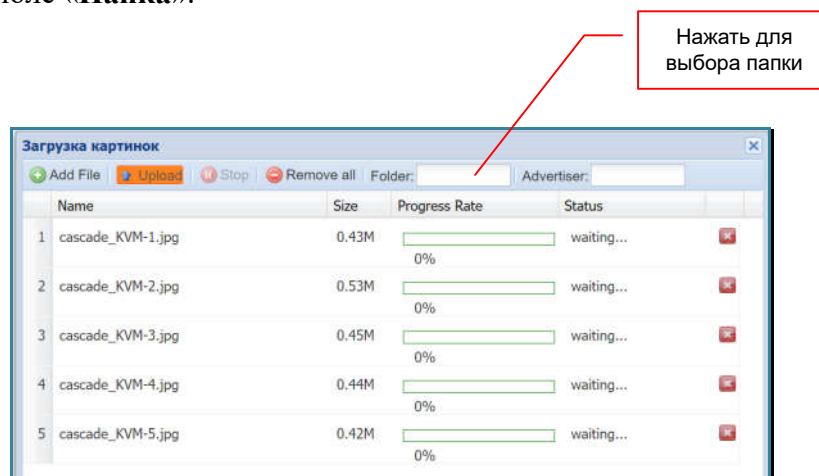 поле «Папка».
Нажать для
выбора папки
Загрузка картинок
Add File Upload Stop Remove all Folder: Advertiser:
Name Size Progress Rate Status
1 cascade_KVM-1.jpg 0.43M waiting...
0%
2 cascade_KVM-2.jpg 0.53M waiting...
0%
3 cascade_KVM-3.jpg 0.45M waiting...
0%
4 cascade_KVM-4.jpg 0.44M waiting...
0%
5 cascade_KVM-5.jpg 0.42M waiting...
0%